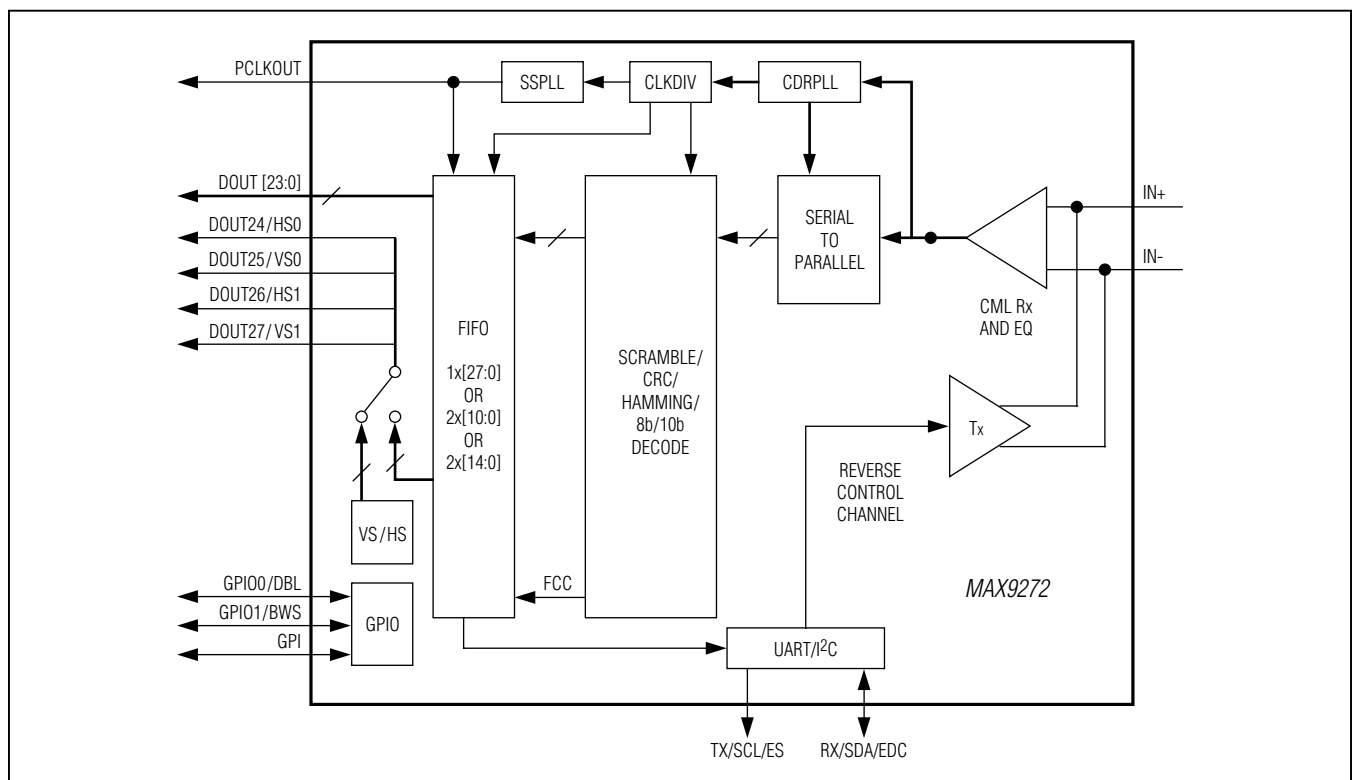 PCLKOUT
SSPLL
CLKDIV
CDRPLL
DOUT [23:0]
DOUT24/HS0
DOUT25/VS0
DOUT26/HS1
DOUT27/VS1
FIFO
1x[27:0]
OR
2x[10:0]
OR
2x[14:0]
SCRAMBLE/
CRC/
HAMMING/
8b/10b
DECODE
SERIAL
TO
PARALLEL
IN+
IN-
CML Rx
AND EQ
Tx
REVERSE
CONTROL
CHANNEL
VS/HS
FCC
GPIO0/DBL
GPIO1/BWS
GPI
GPIO
MAX9272
UART/I²C
TX/SCL/ES
RX/SDA/EDC